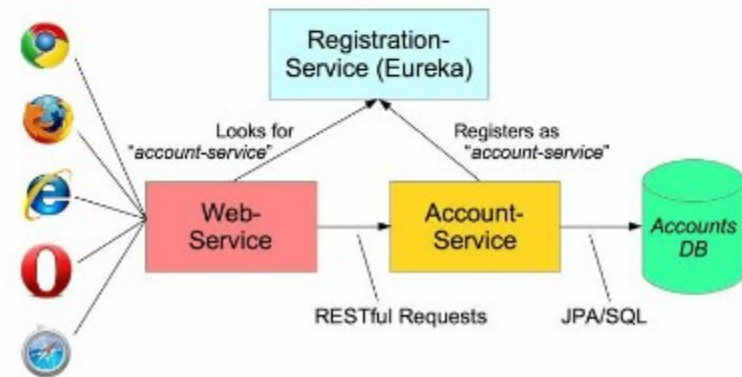 Registration-
Service (Eureka)
Looks for
"account-service"
Registers as
"account-service"
Web-
Service
Account-
Service
Accounts
DB
RESTful Requests
JPA/SQL